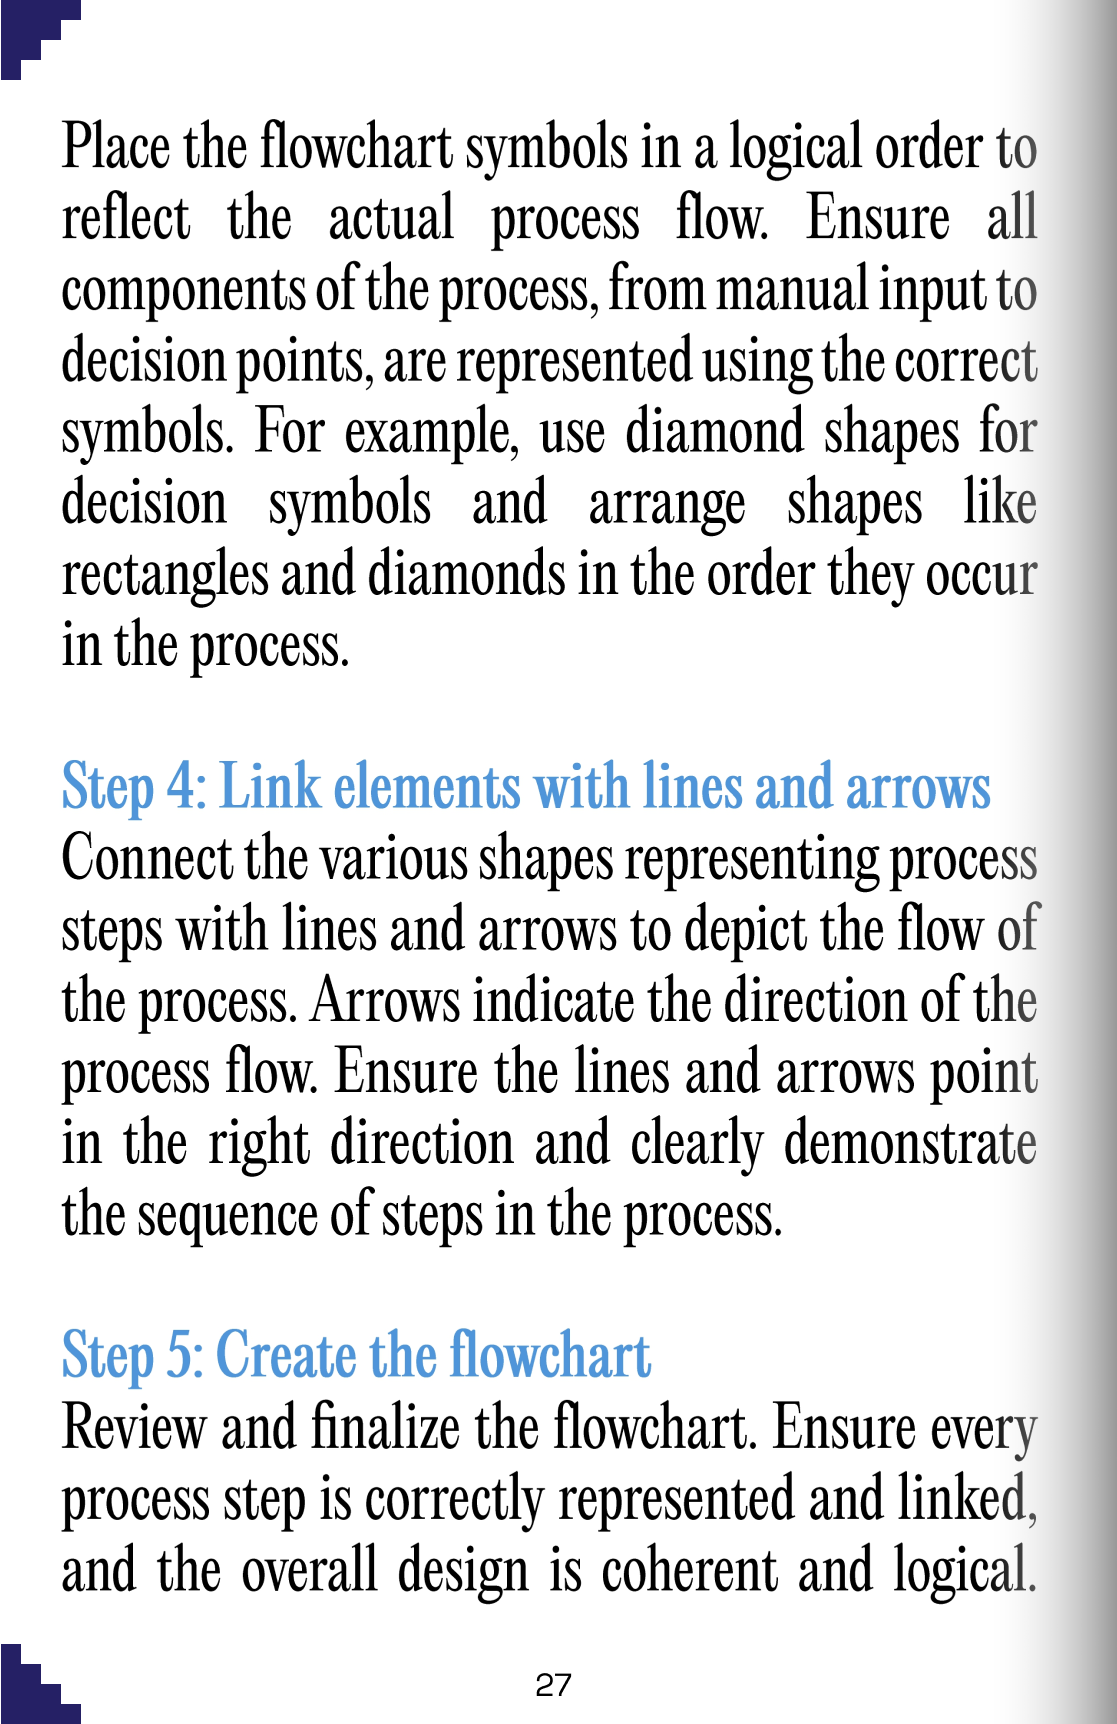 Place the flowchart symbols in a logical order to
reflect the actual process flow. Ensure all
components of the process, from manual input to
decision points, are represented using the correct
symbols. For example, use diamond shapes for
decision symbols and arrange shapes like
rectangles and diamonds in the order they occur
in the process.
Step 4: Link elements with lines and arrows
Connect the various shapes representing process
steps with lines and arrows to depict the flow of
the process. Arrows indicate the direction of the
process flow. Ensure the lines and arrows point
in the right direction and clearly demonstrate
the sequence of steps in the process.
Step 5: Create the flowchart
Review and finalize the flowchart. Ensure every
process step is correctly represented and linked,
and the overall design is coherent and logical.
27